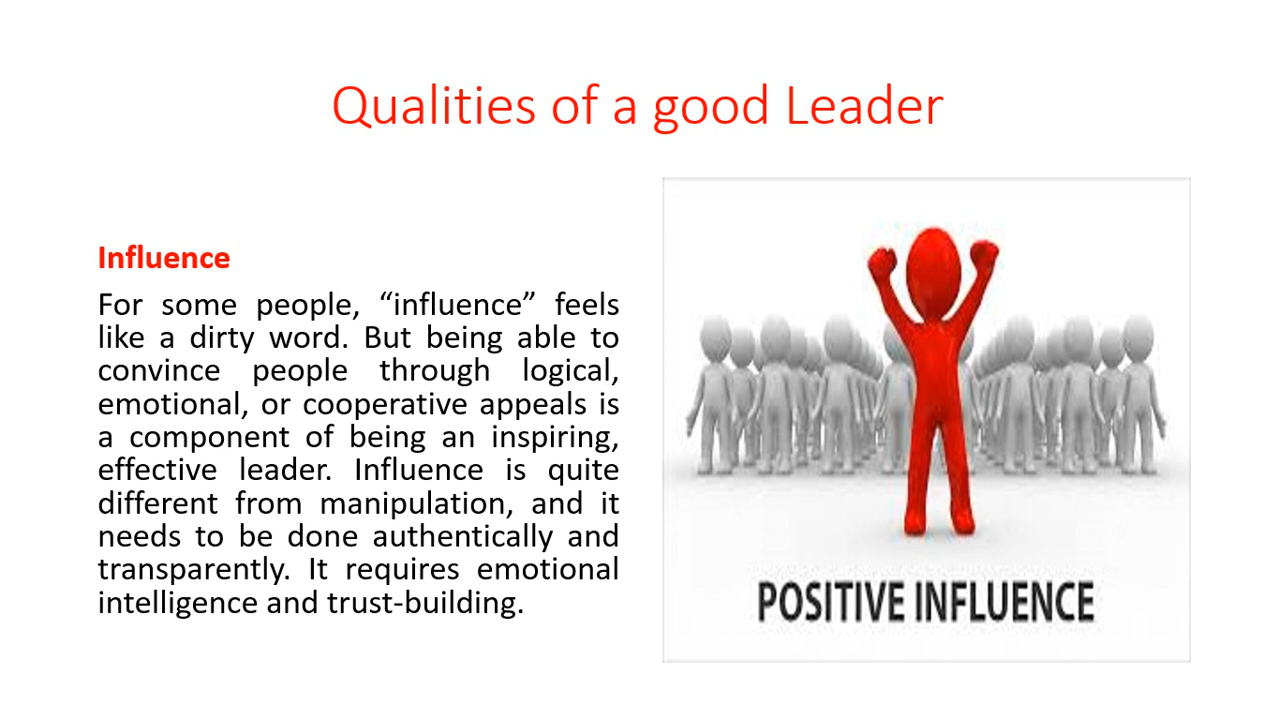 Qualities of a good Leader
Influence
For some people, “influence” feels
like a dirty word. But being able to
convince people through logical,
emotional, or cooperative appeals is
a component of being an inspiring,
effective leader. Influence is quite
different from manipulation, and it
needs to be done authentically and
transparently. It requires emotional
intelligence and trust-building.
POSITIVE INFLUENCE